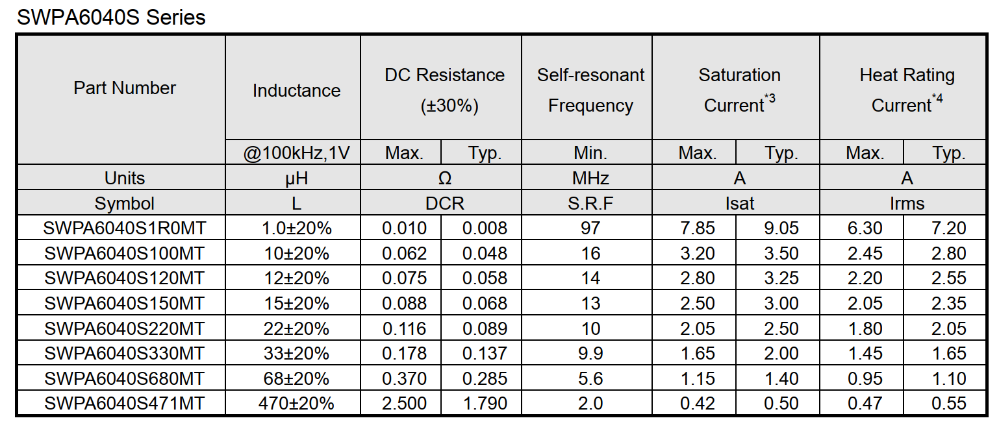 SWPA6040S Series
Part Number Inductance DC Resistance (±30%) Self-resonant Frequency Saturation Current*3 Heat Rating Current*4
@100kHz,1V Max. Typ. Min. Max. Typ. Max. Typ.
Units µH Ω MHz A A
Symbol L DCR S.R.F Isat Irms
SWPA6040S1R0MT 1.0±20% 0.010 0.008 97 7.85 9.05 6.30 7.20
SWPA6040S100MT 10±20% 0.062 0.048 16 3.20 3.50 2.45 2.80
SWPA6040S120MT 12±20% 0.075 0.058 14 2.80 3.25 2.20 2.55
SWPA6040S150MT 15±20% 0.088 0.068 13 2.50 3.00 2.05 2.35
SWPA6040S220MT 22±20% 0.116 0.089 10 2.05 2.50 1.80 2.05
SWPA6040S330MT 33±20% 0.178 0.137 9.9 1.65 2.00 1.45 1.65
SWPA6040S680MT 68±20% 0.370 0.285 5.6 1.15 1.40 0.95 1.10
SWPA6040S471MT 470±20% 2.500 1.790 2.0 0.42 0.50 0.47 0.55